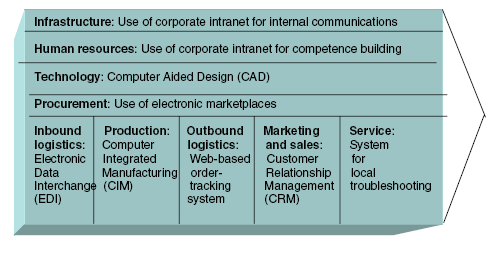 Infrastructure: Use of corporate intranet for internal communications
Human resources: Use of corporate intranet for competence building
Technology: Computer Aided Design (CAD)
Procurement: Use of electronic marketplaces
Inbound
logistics:
Electronic
Data
Interchange
(EDI)
Production:
Computer
Integrated
Manufacturing
(CIM)
Outbound
logistics:
Web-based
order-
tracking
system
Marketing
and sales:
Customer
Relationship
Management
(CRM)
Service:
System
for
local
troubleshooting